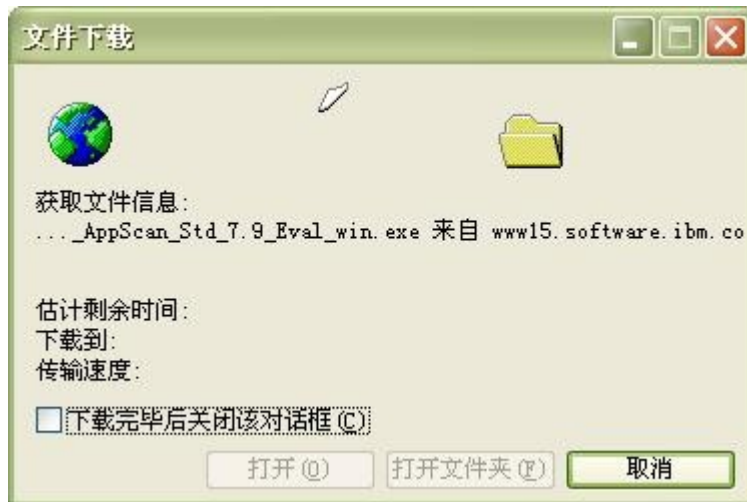 文件下载
获取文件信息:
...._AppScan_Std_7.9_Eval_win.exe 来自 www15.software.ibm.co
估计剩余时间:
下载到:
传输速度:
下载完毕后关闭该对话框(C)
打开(O) 打开文件夹(F) 取消